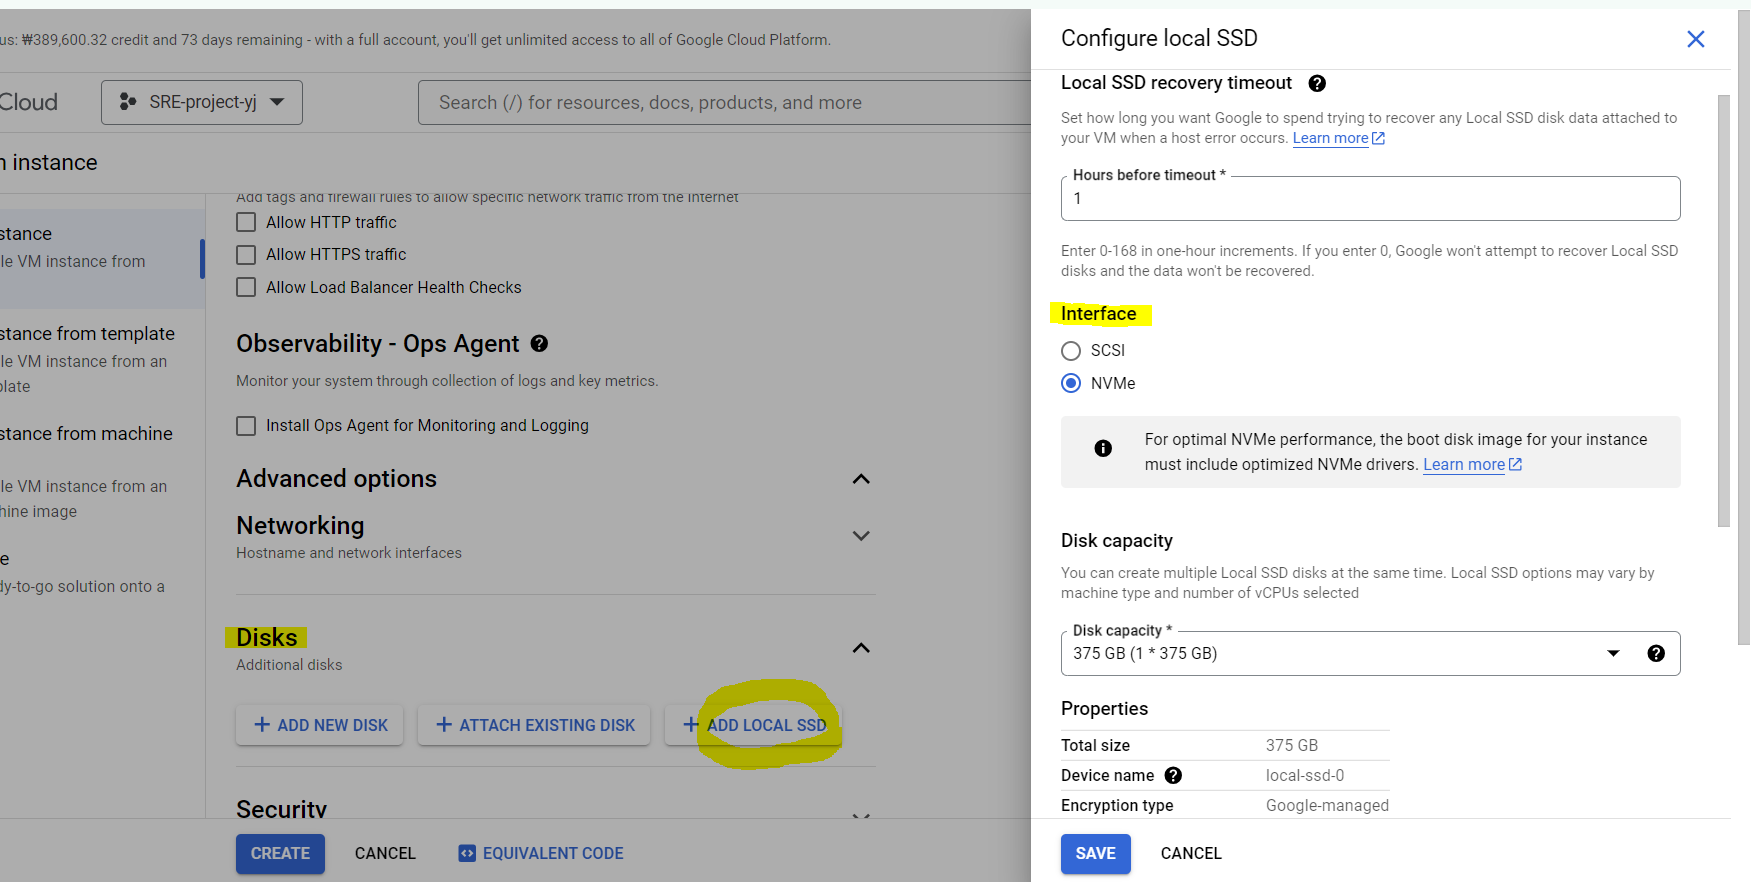 us: ₩389,600.32 credit and 73 days remaining - with a full account, you'll get unlimited access to all of Google Cloud Platform.
Cloud
SRE-project-yj
Search (/) for resources, docs, products, and more
instance
stance
le VM instance from
stance from template
le VM instance from an
plate
stance from machine
le VM instance from an
hine image
e
dy-to-go solution onto a
Add tags and firewall rules to allow specific network traffic from the Internet
Allow HTTP traffic
Allow HTTPS traffic
Allow Load Balancer Health Checks
Observability - Ops Agent
Monitor your system through collection of logs and key metrics.
Install Ops Agent for Monitoring and Logging
Advanced options
Networking
Hostname and network interfaces
Disks
Additional disks
+ ADD NEW DISK
+ ATTACH EXISTING DISK
+ ADD LOCAL SSD
Security
CREATE
CANCEL
EQUIVALENT CODE
Configure local SSD
Local SSD recovery timeout
Set how long you want Google to spend trying to recover any Local SSD disk data attached to
your VM when a host error occurs. Learn more
Hours before timeout *
1
Enter 0-168 in one-hour increments. If you enter 0, Google won't attempt to recover Local SSD
disks and the data won't be recovered.
Interface
SCSI
NVMe
For optimal NVMe performance, the boot disk image for your instance
must include optimized NVMe drivers. Learn more
Disk capacity
You can create multiple Local SSD disks at the same time. Local SSD options may vary by
machine type and number of vCPUs selected
Disk capacity *
375 GB (1 * 375 GB)
Properties
Total size 375 GB
Device name local-ssd-0
Encryption type Google-managed
SAVE
CANCEL